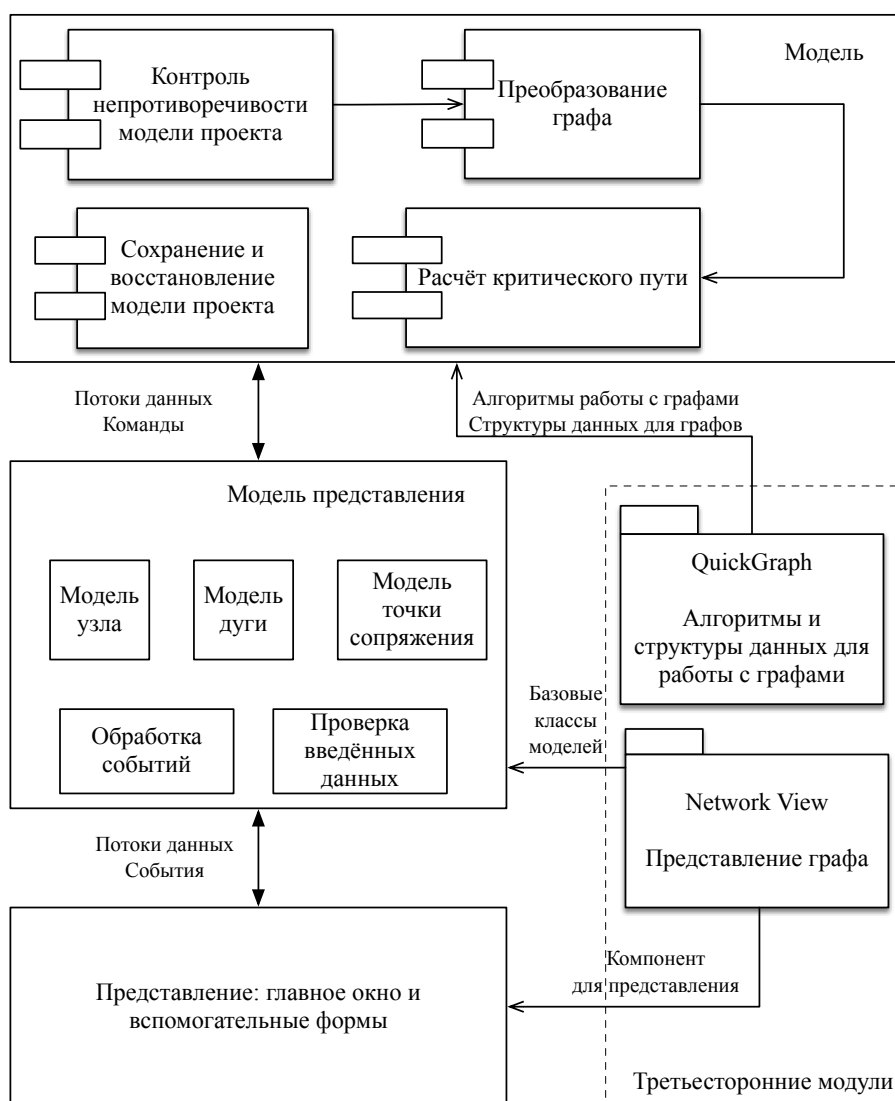 Модель
Контроль
непротиворечивости
модели проекта
Преобразование
графа
Сохранение и
восстановление
модели проекта
Расчёт критического пути
Потоки данных
Команды
Алгоритмы работы с графами
Структуры данных для графов
Модель представления
Модель
узла
Модель
дуги
Модель
точки
сопряжения
Обработка
событий
Проверка
введённых
данных
QuickGraph
Алгоритмы и
структуры данных для
работы с графами
Базовые
классы
моделей
Network View
Представление графа
Потоки данных
События
Компонент
для представления
Представление: главное окно и
вспомогательные формы
Третьесторонние модули